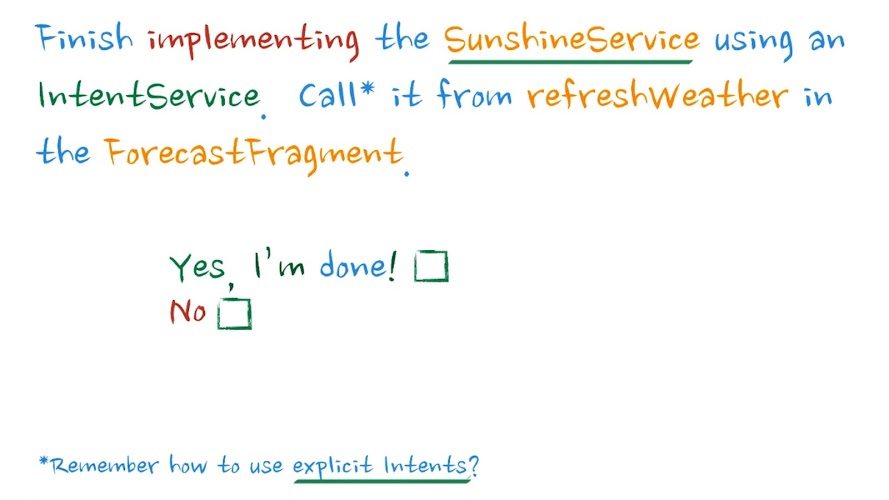 Finish implementing the SunshineService using an
IntentService. Call* it from refreshWeather in
the ForecastFragment.
Yes, I'm done!
No
*Remember how to use explicit Intents?